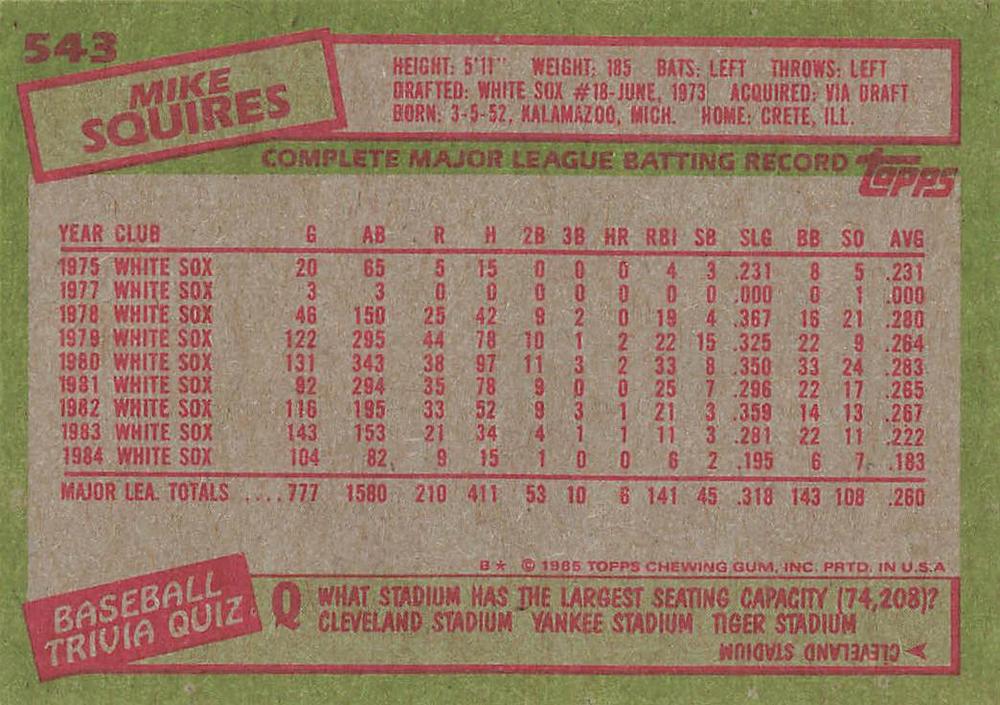 543
MIKE
SQUIRES
HEIGHT: 5'11" WEIGHT: 185 BATS: LEFT THROWS: LEFT
DRAFTED: WHITE SOX #18-JUNE, 1973 ACQUIRED: VIA DRAFT
BORN: 3-5-52, KALAMAZOO, MICH. HOME: CRETE, ILL.
COMPLETE MAJOR LEAGUE BATTING RECORD
topps
YEAR CLUB G AB R H 2B 3B HR RBI SB SLG BB SO AVG
1975 WHITE SOX 20 65 5 15 0 0 0 4 3 .231 8 5 .231
1977 WHITE SOX 3 3 0 0 0 0 0 0 0 .000 0 1 .000
1978 WHITE SOX 46 150 25 42 9 2 0 19 4 .367 16 21 .280
1979 WHITE SOX 122 295 44 78 10 1 2 22 15 .325 22 9 .264
1980 WHITE SOX 131 343 38 97 11 3 2 33 8 .350 33 24 .283
1981 WHITE SOX 92 294 35 78 9 0 0 25 7 .296 22 17 .265
1982 WHITE SOX 116 195 33 52 9 3 1 21 3 .359 14 13 .267
1983 WHITE SOX 143 153 21 34 4 1 1 11 3 .281 22 11 .222
1984 WHITE SOX 104 82 9 15 1 0 0 6 2 .195 6 7 .183
MAJOR LEA. TOTALS ....777 1580 210 411 53 10 6 141 45 .318 143 108 .260
B* © 1985 TOPPS CHEWING GUM, INC. PRTD. IN U.S.A
BASEBALL
TRIVIA QUIZ
Q WHAT STADIUM HAS THE LARGEST SEATING CAPACITY (74,208)?
CLEVELAND STADIUM YANKEE STADIUM TIGER STADIUM
CLEVELAND STADIUM